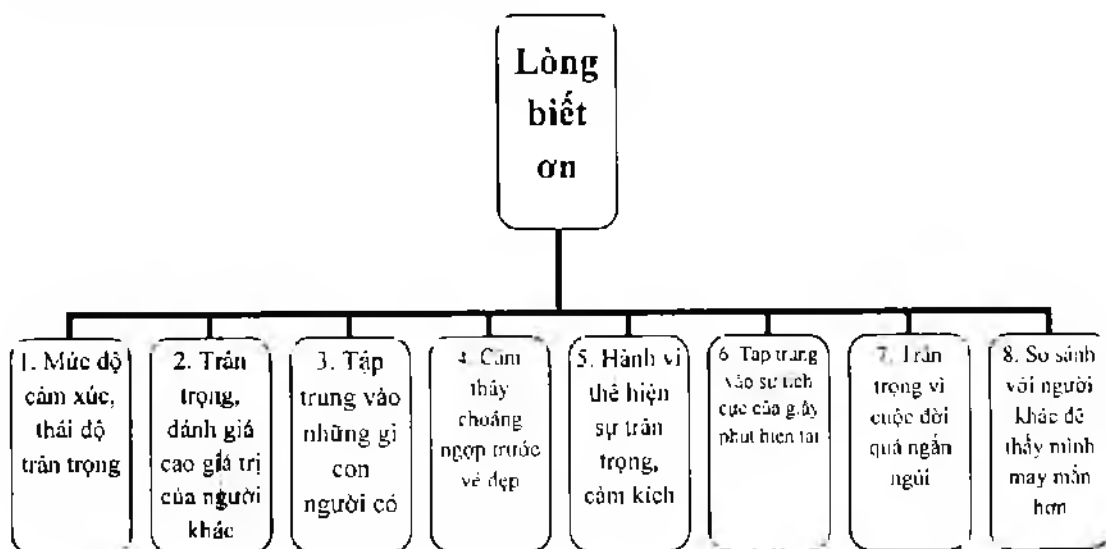 Lòng
biết
ơn
1. Mức độ
cảm xúc,
thái độ
trân trọng
2. Trân
trọng,
đánh giá
cao giá trị
của người
khác
3. Tập
trung vào
những gì
con
người có
4. Cảm
thấy
choáng
ngợp trước
vẻ đẹp
5. Hành vi
thể hiện
sự trân
trọng,
cảm kích
6. Tập trung
vào sự tích
cực của giây
phút hiện tại
7. Trân
trọng vì
cuộc đời
quá ngắn
ngủi
8. So sánh
với người
khác để
thấy mình
may mắn
hơn